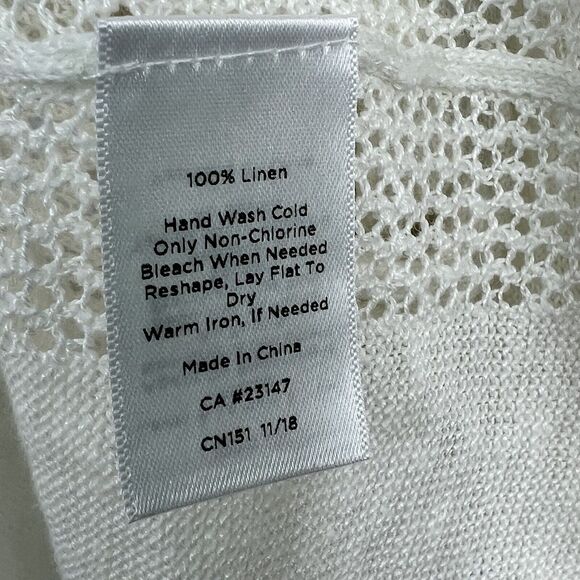 100% Linen
Hand Wash Cold
Only Non-Chlorine
Bleach When Needed
Reshape, Lay Flat To
Dry
Warm Iron, If Needed
Made In China
CA #23147
CN151 11/18